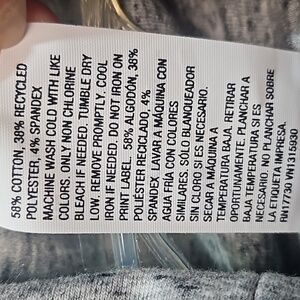 58% COTTON, 38% RECYCLED
POLYESTER, 4% SPANDEX
MACHINE WASH COLD WITH LIKE
COLORS. ONLY NON CHLORINE
BLEACH IF NEEDED. TUMBLE DRY
LOW. REMOVE PROMPTLY, COOL
IRON IF NEEDED. DO NOT IRON ON
PRINT LABEL. 58% ALGODÓN, 38%
POLIÉSTER RECICLADO, 4%
SPANDEX. LAVAR A MÁQUINA CON
AGUA FRÍA CON COLORES
SIMILARES. SÓLO BLANQUEADOR
SIN CLORO SI ES NECESARIO.
SECAR A MÁQUINA A
TEMPERATURA BAJA. RETIRAR
OPORTUNAMENTE. PLANCHAR A
BAJA TEMPERATURA SI ES
NECESARIO. NO PLANCHAR SOBRE
LA ETIQUETA IMPRESA.
RN17730 VN1315930